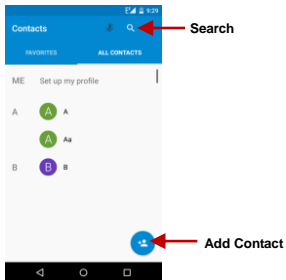 9:29
Contacts
Search
FAVORITES
ALL CONTACTS
ME Set up my profile
A A A
A Aa
B B B
Add Contact